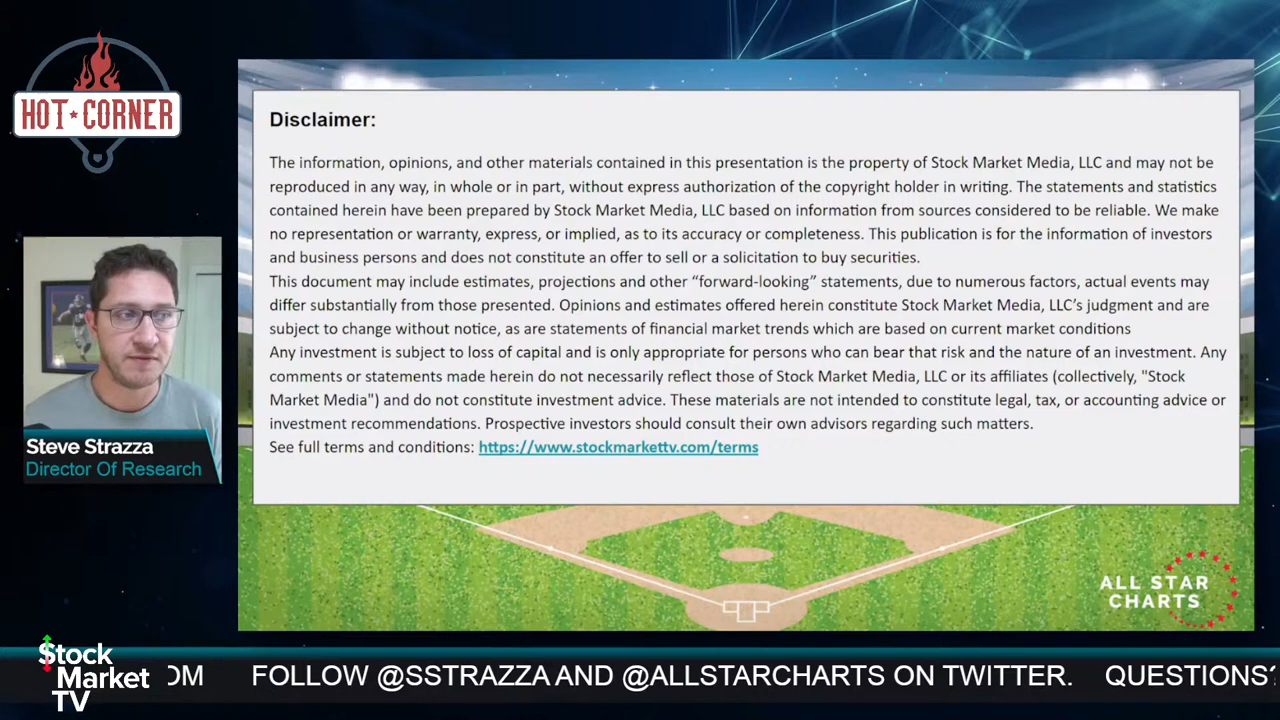 HOT★CORNER
Disclaimer:
The information, opinions, and other materials contained in this presentation is the property of Stock Market Media, LLC and may not be
reproduced in any way, in whole or in part, without express authorization of the copyright holder in writing. The statements and statistics
contained herein have been prepared by Stock Market Media, LLC based on information from sources considered to be reliable. We make
no representation or warranty, express, or implied, as to its accuracy or completeness. This publication is for the information of investors
and business persons and does not constitute an offer to sell or a solicitation to buy securities.
This document may include estimates, projections and other “forward-looking” statements, due to numerous factors, actual events may
differ substantially from those presented. Opinions and estimates offered herein constitute Stock Market Media, LLC’s judgment and are
subject to change without notice, as are statements of financial market trends which are based on current market conditions
Any investment is subject to loss of capital and is only appropriate for persons who can bear that risk and the nature of an investment. Any
comments or statements made herein do not necessarily reflect those of Stock Market Media, LLC or its affiliates (collectively, "Stock
Market Media") and do not constitute investment advice. These materials are not intended to constitute legal, tax, or accounting advice or
investment recommendations. Prospective investors should consult their own advisors regarding such matters.
See full terms and conditions: https://www.stockmarkettv.com/terms
Steve Strazza
Director Of Research
ALL STAR
CHARTS
Stock
Market
TV
OM FOLLOW @SSTRAZZA AND @ALLSTARCHARTS ON TWITTER. QUESTIONS?